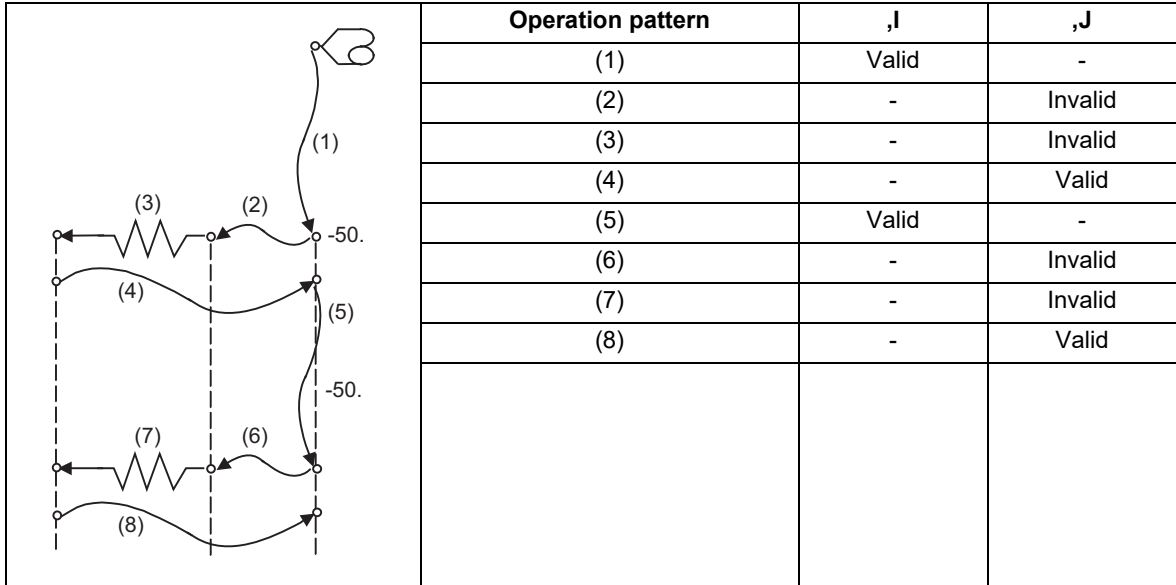 (1)
(3)
(2)
-50.
(4)
(5)
-50.
(7)
(6)
(8)
Operation pattern ,I ,J
(1) Valid -
(2) - Invalid
(3) - Invalid
(4) - Valid
(5) Valid -
(6) - Invalid
(7) - Invalid
(8) - Valid